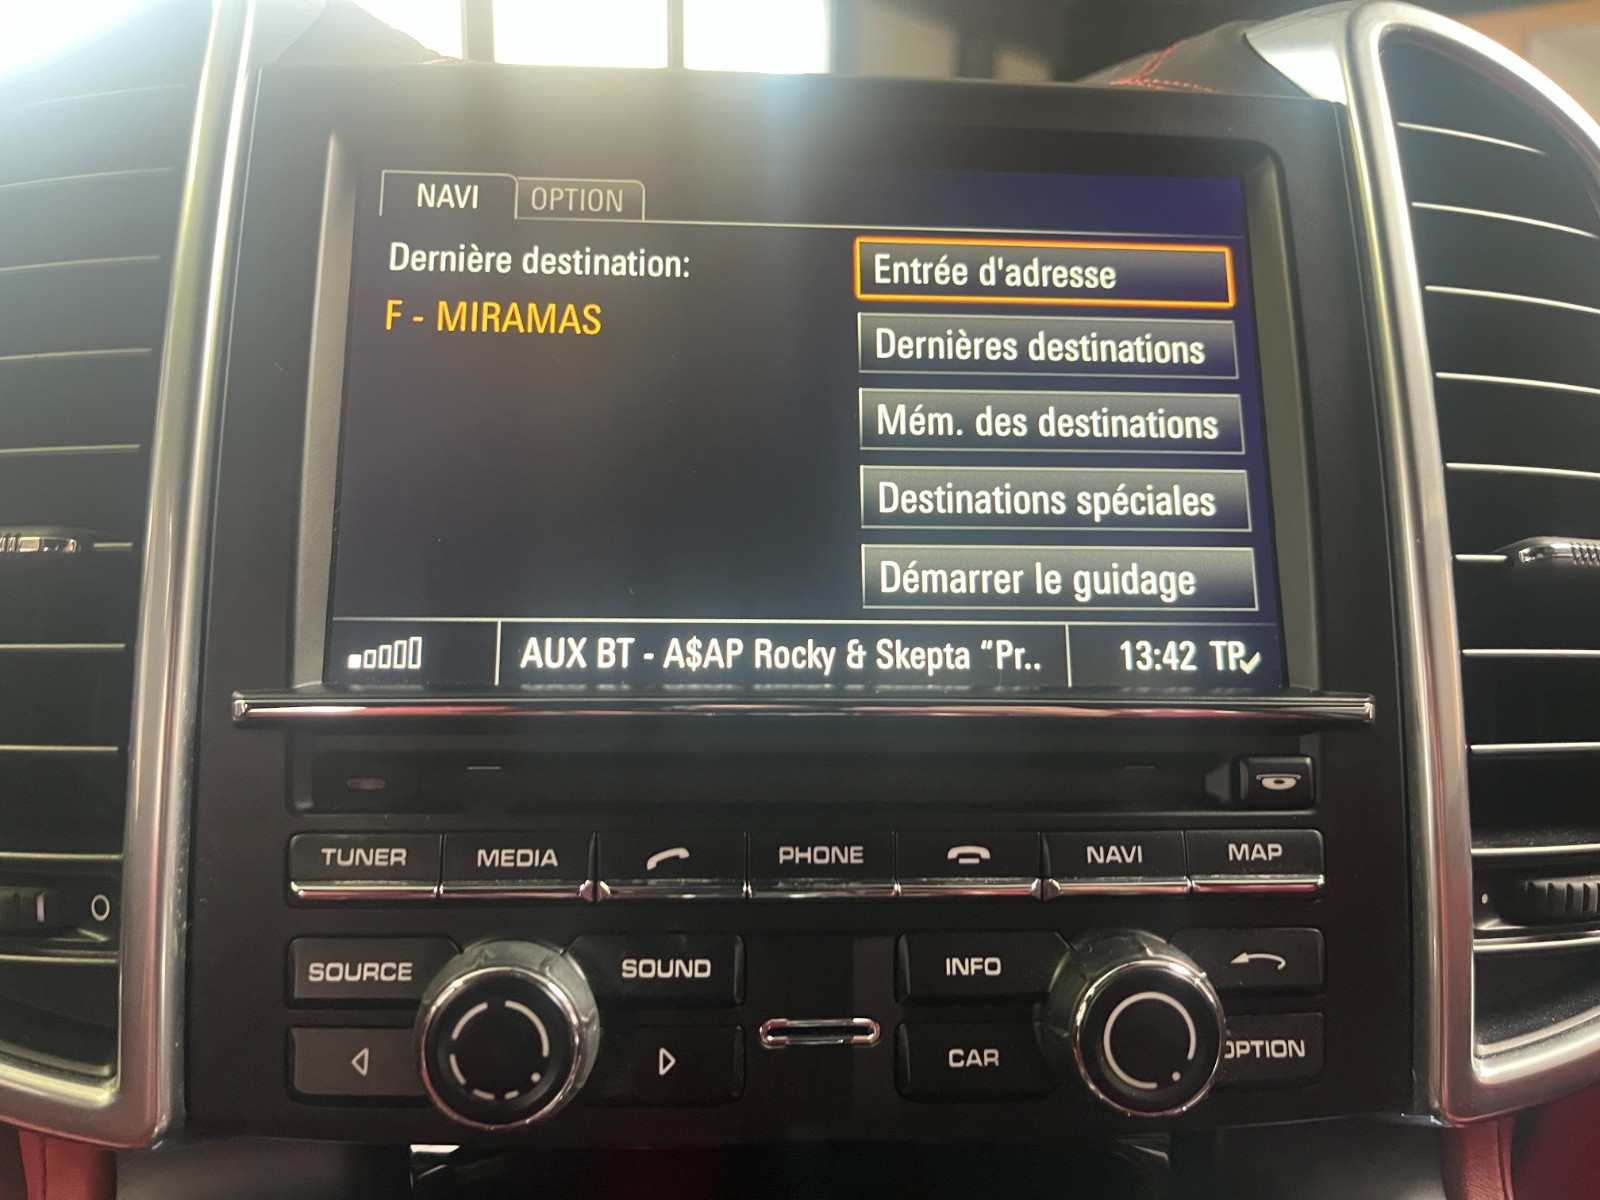 NAVI OPTION
Dernière destination:
F - MIRAMAS
Entrée d'adresse
Dernières destinations
Mém. des destinations
Destinations spéciales
Démarrer le guidage
AUX BT - A$AP Rocky & Skepta “Pr..
13:42 TP
TUNER MEDIA PHONE NAVI MAP
SOURCE SOUND INFO
CAR OPTION
O